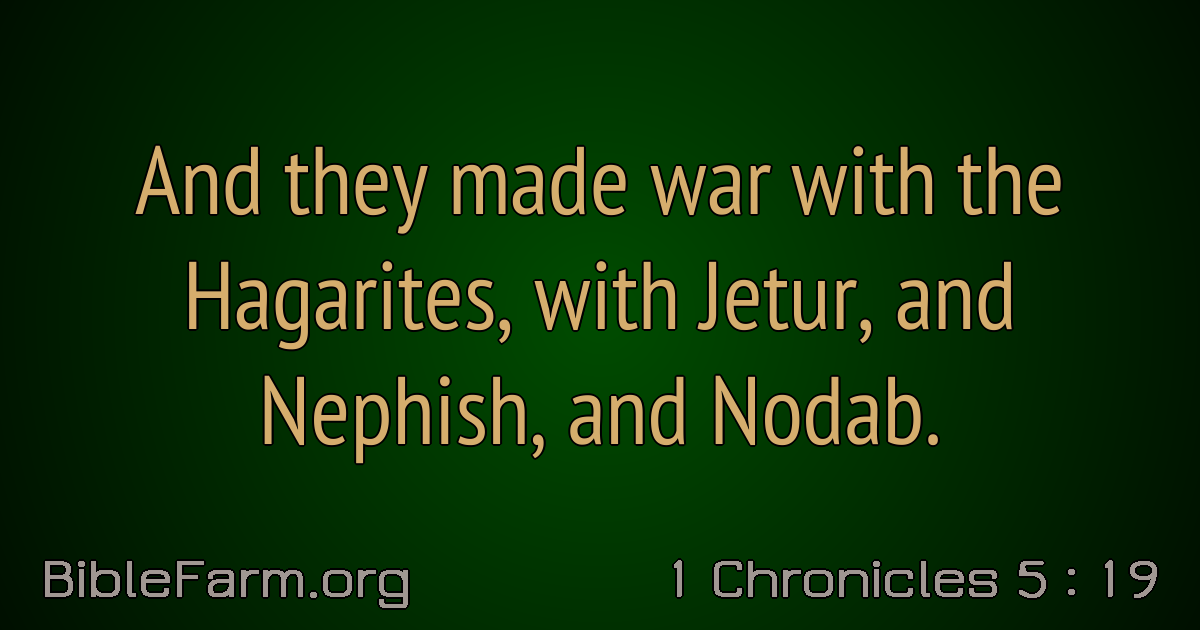 And they made war with the
Hagarites, with Jetur, and
Nephish, and Nodab.
BibleFarm.org
1 Chronicles 5 : 19